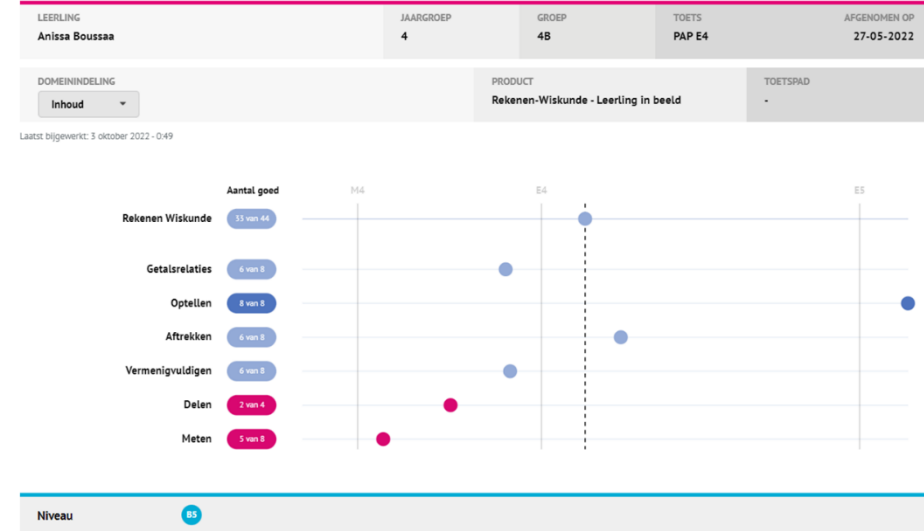 LEERLING JAARGROEP GROEP TOETS AFGENOMEN OP
Anissa Boussaa 4 4B PAP E4 27-05-2022
DOMEININDELING PRODUCT TOETSPAD
Inhoud Rekenen-Wiskunde - Leerling in beeld -
Laatst bijgewerkt: 3 oktober 2022 - 0:49
Aantal goed M4 E4 E5
Rekenen Wiskunde 33 van 44
Getalsrelaties 6 van 8
Optellen 8 van 8
Aftrekken 6 van 8
Vermenigvuldigen 6 van 8
Delen 2 van 4
Meten 5 van 8
Niveau B5